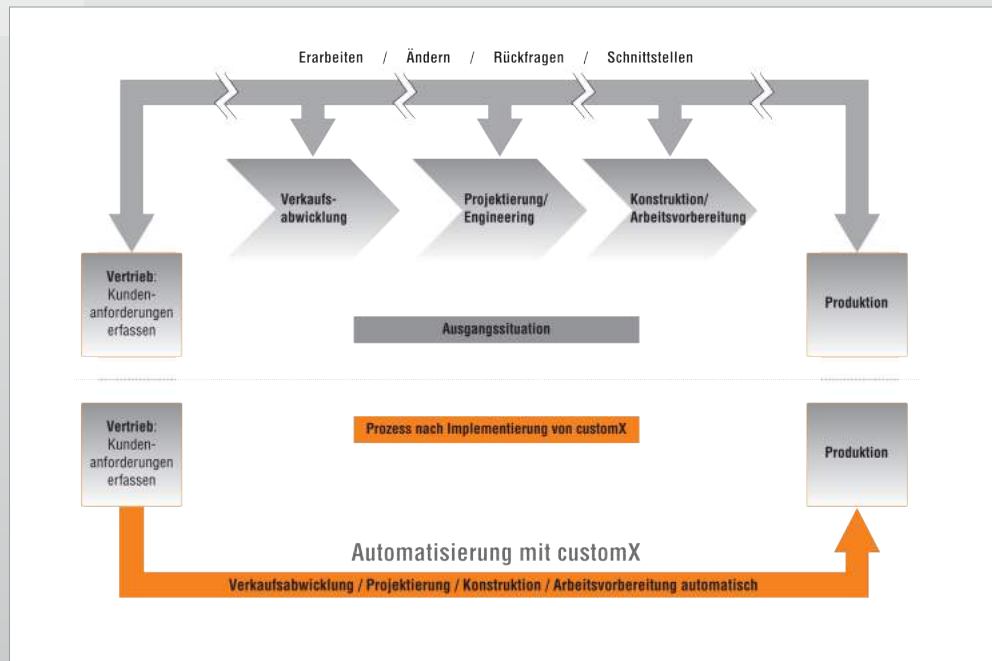 Erarbeiten / Ändern / Rückfragen / Schnittstellen
Verkaufs-
abwicklung
Projektierung/
Engineering
Konstruktion/
Arbeitsvorbereitung
Vertrieb:
Kunden-
anforderungen
erfassen
Produktion
Ausgangssituation
Vertrieb:
Kunden-
anforderungen
erfassen
Prozess nach Implementierung von customX
Produktion
Automatisierung mit customX
Verkaufsabwicklung / Projektierung / Konstruktion / Arbeitsvorbereitung automatisch